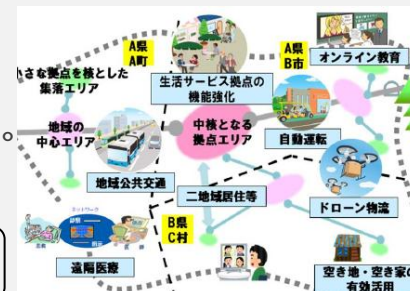 A県
A町
A県
B市
オンライン教育
小さな拠点を核とした
集落エリア
生活サービス拠点の
機能強化
地域の
中心エリア
中核となる
拠点エリア
自動運転
地域公共交通
二地域居住等
ドローン物流
B県
C村
遠隔医療
空き地・空き家の
有効活用